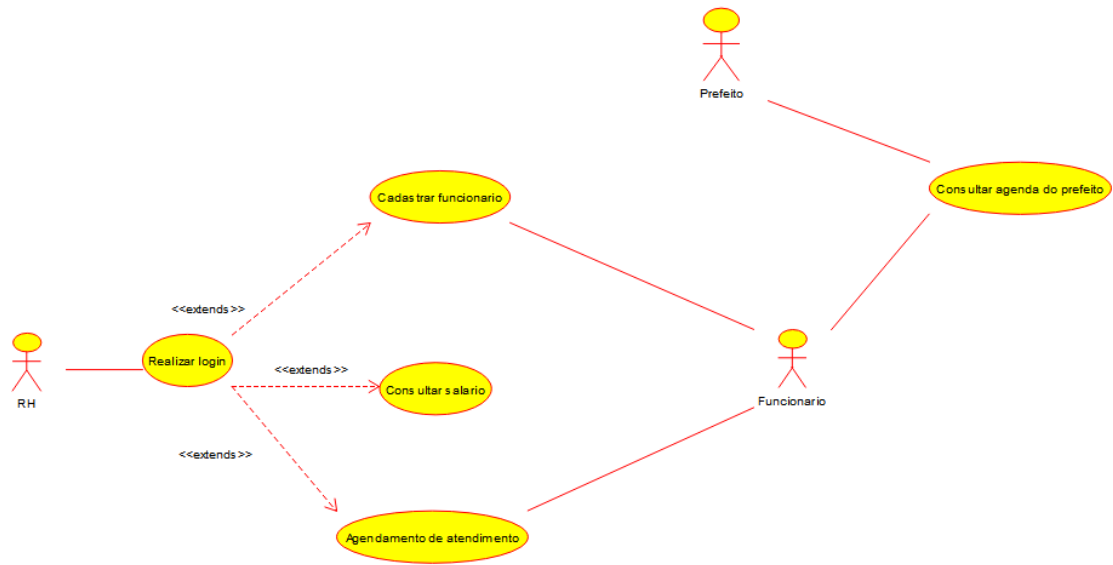 Prefeito
Consultar agenda do prefeito
Cadastrar funcionario
<<extends>>
Realizar login
<<extends>>
Consultar salario
RH
Funcionario
<<extends>>
Agendamento de atendimento